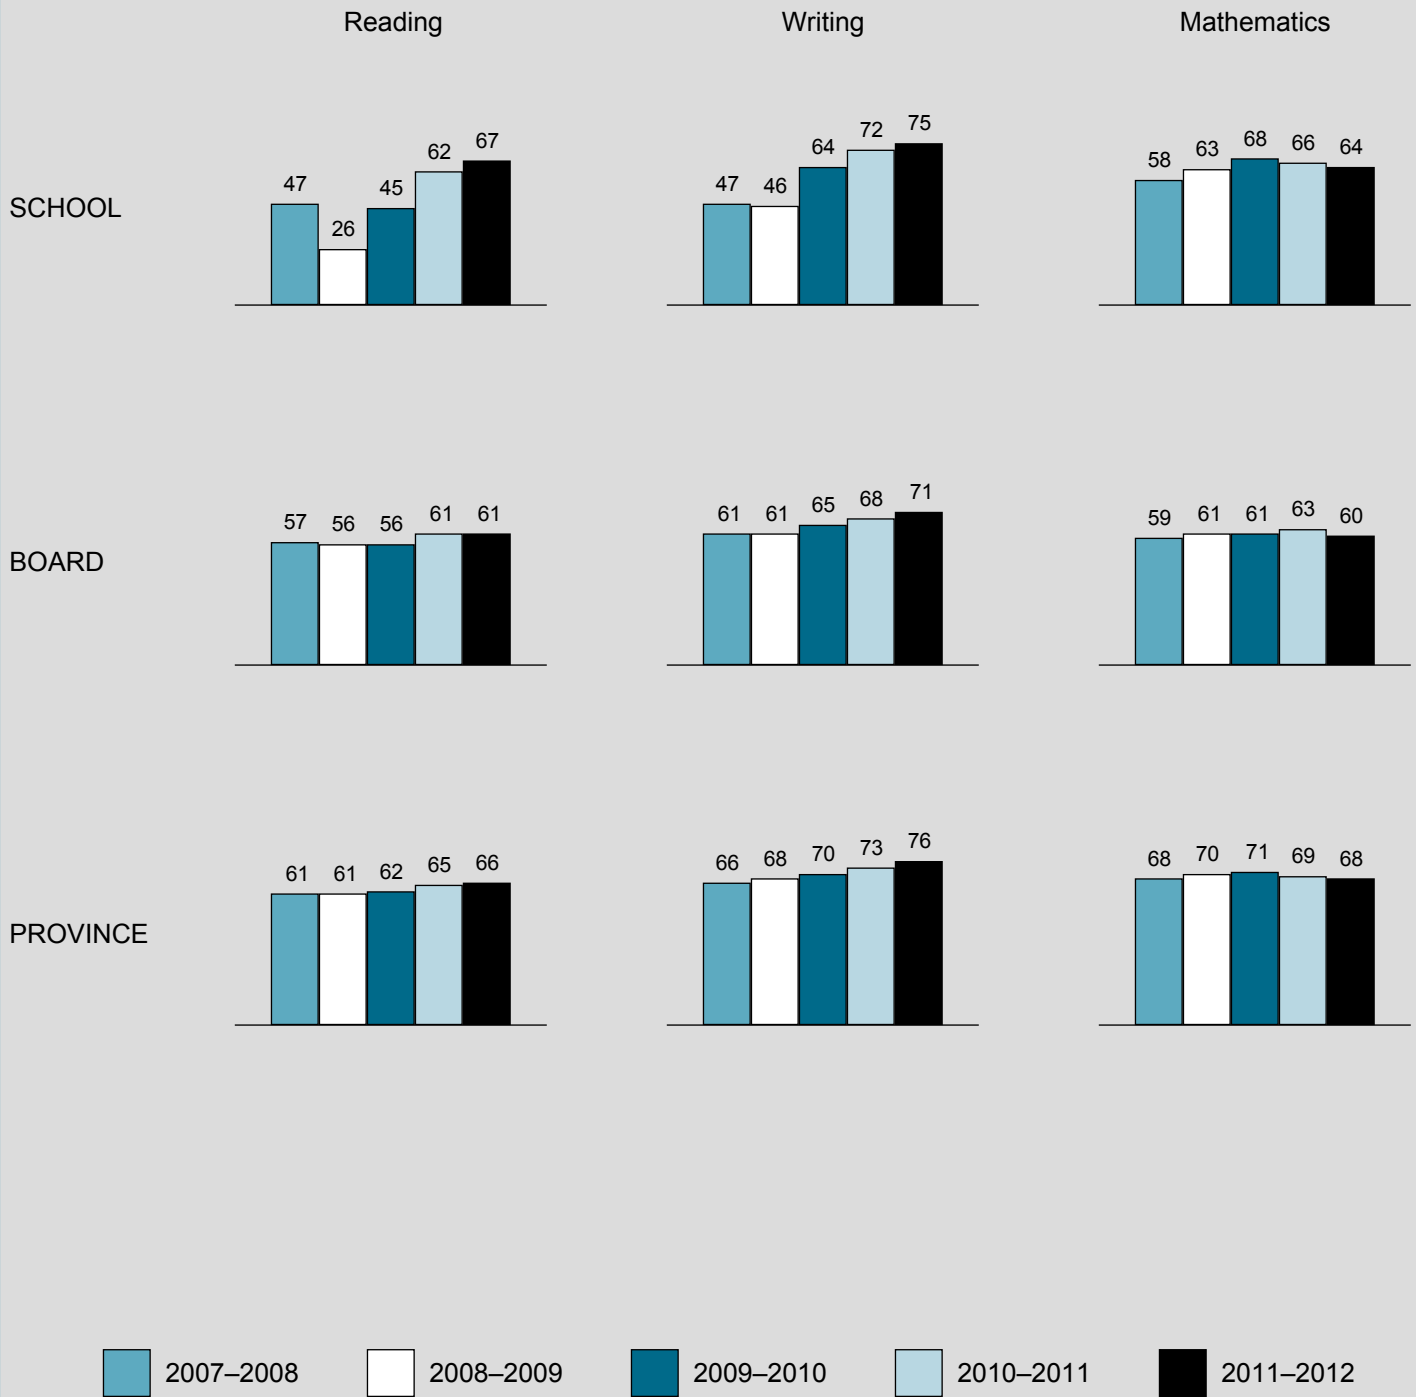 Reading Writing Mathematics
SCHOOL
47 26 45 62 67
47 46 64 72 75
58 63 68 66 64
BOARD
57 56 56 61 61
61 61 65 68 71
59 61 61 63 60
PROVINCE
61 61 62 65 66
66 68 70 73 76
68 70 71 69 68
2007–2008 2008–2009 2009–2010 2010–2011 2011–2012